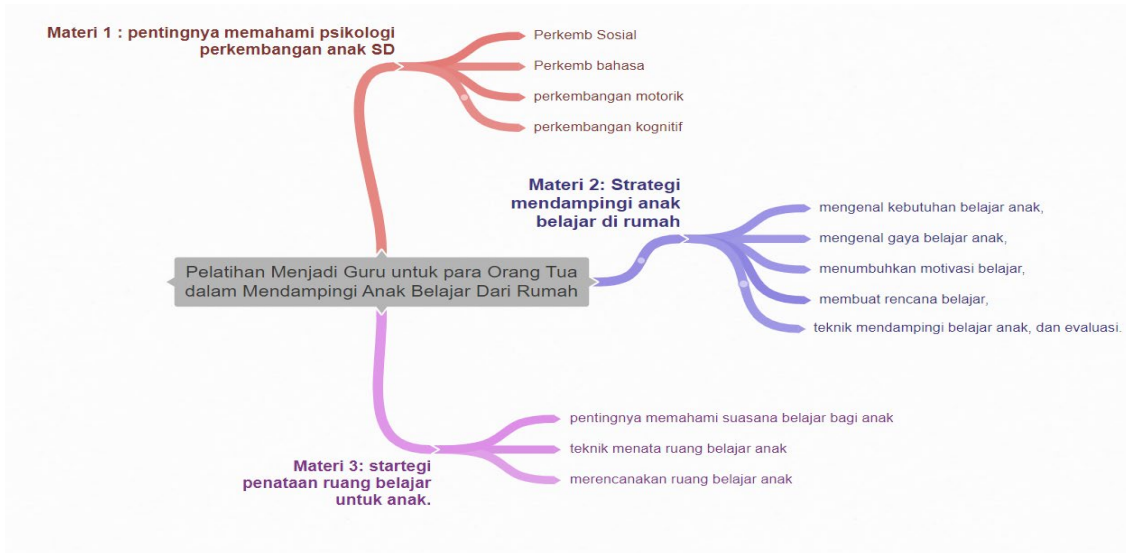 Materi 1 : pentingnya memahami psikologi
perkembangan anak SD
Perkemb Sosial
Perkemb bahasa
perkembangan motorik
perkembangan kognitif
Materi 2: Strategi
mendampingi anak
belajar di rumah
mengenal kebutuhan belajar anak,
mengenal gaya belajar anak,
menumbuhkan motivasi belajar,
membuat rencana belajar,
teknik mendampingi belajar anak, dan evaluasi.
Pelatihan Menjadi Guru untuk para Orang Tua
dalam Mendampingi Anak Belajar Dari Rumah
Materi 3: startegi
penataan ruang belajar
untuk anak.
pentingnya memahami suasana belajar bagi anak
teknik menata ruang belajar anak
merencanakan ruang belajar anak